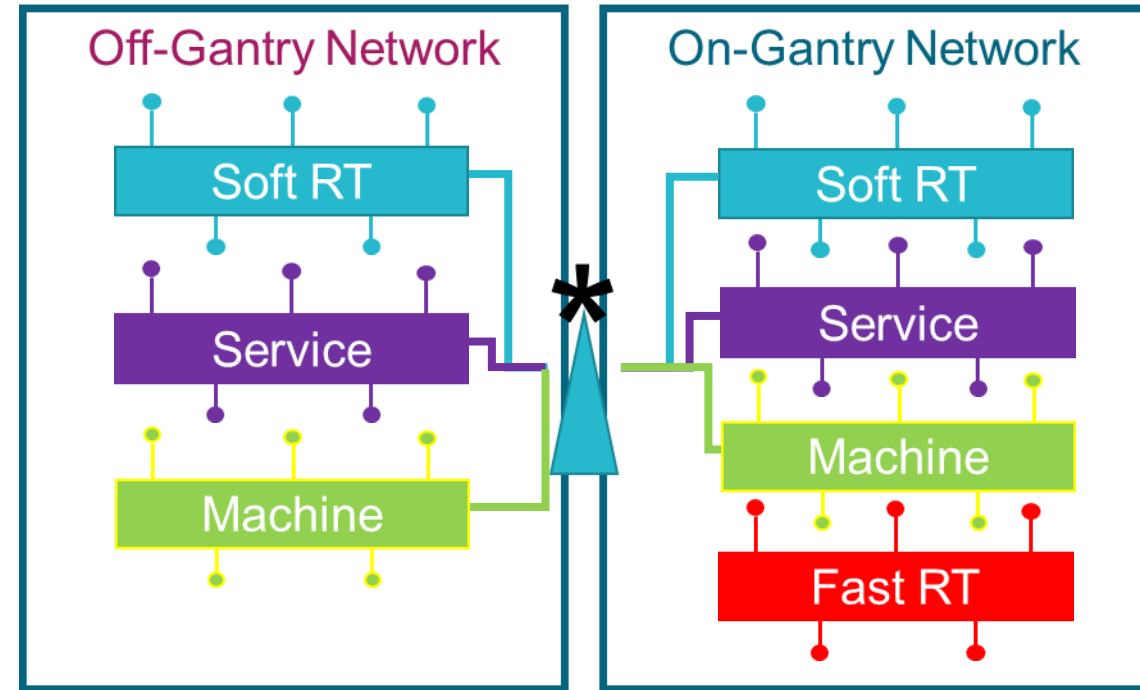 Off-Gantry Network
Soft RT
Service
Machine
*
On-Gantry Network
Soft RT
Service
Machine
Fast RT